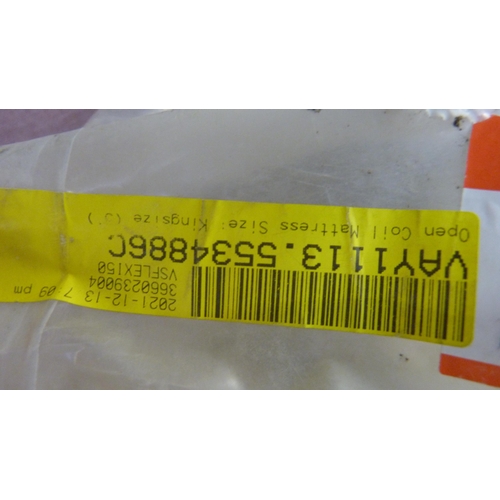 2021-12-13 7:09 pm
3660239004
VSFLEX150
VAY1113.5534886C
Open Coil Mattress Size: Kingsize (5')